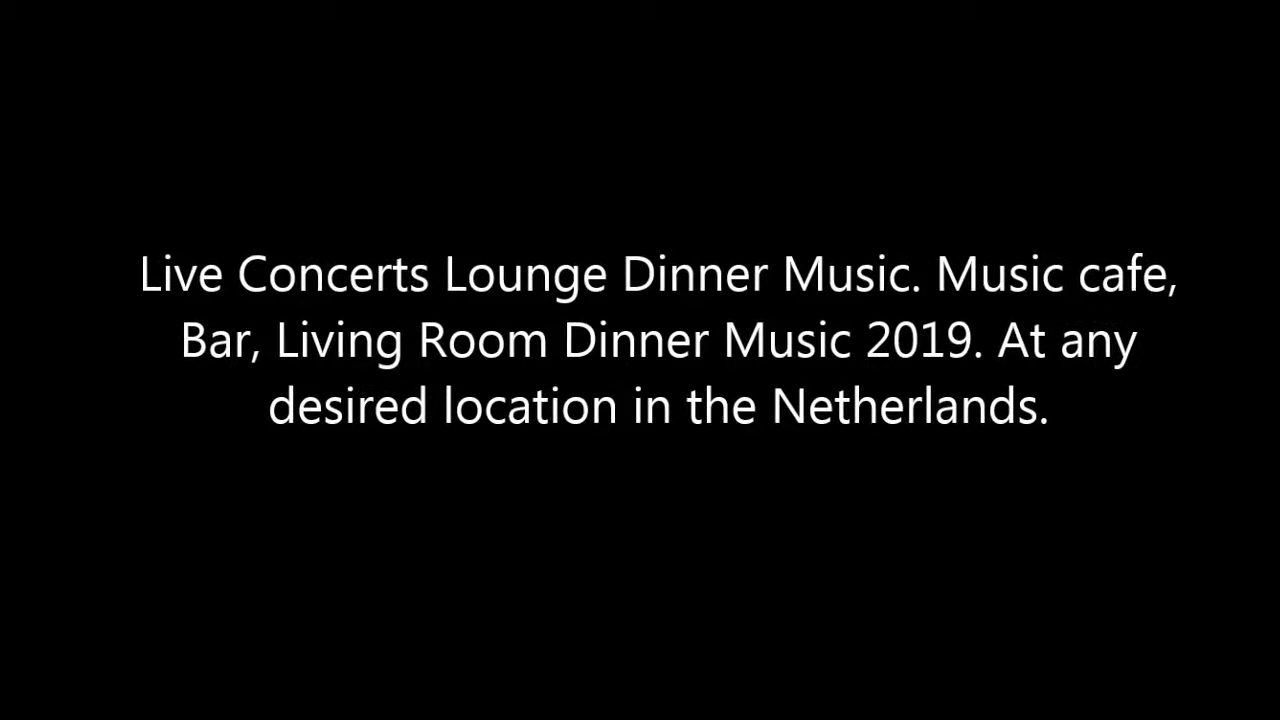 Live Concerts Lounge Dinner Music. Music cafe,
Bar, Living Room Dinner Music 2019. At any
desired location in the Netherlands.